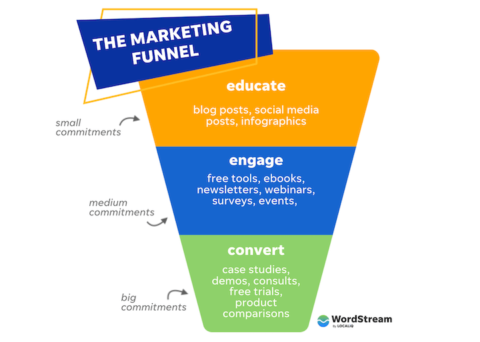 THE MARKETING
FUNNEL
educate
blog posts, social media
posts, infographics
small
commitments
engage
free tools, ebooks,
newsletters, webinars,
surveys, events,
medium
commitments
convert
case studies,
demos, consults,
free trials,
product
comparisons
big
commitments
WordStream
by LOCALiQ